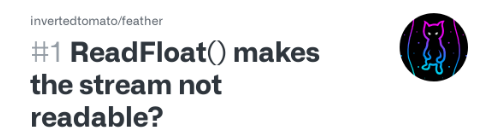 invertedtomato/feather
#1 ReadFloat() makes
the stream not
readable?